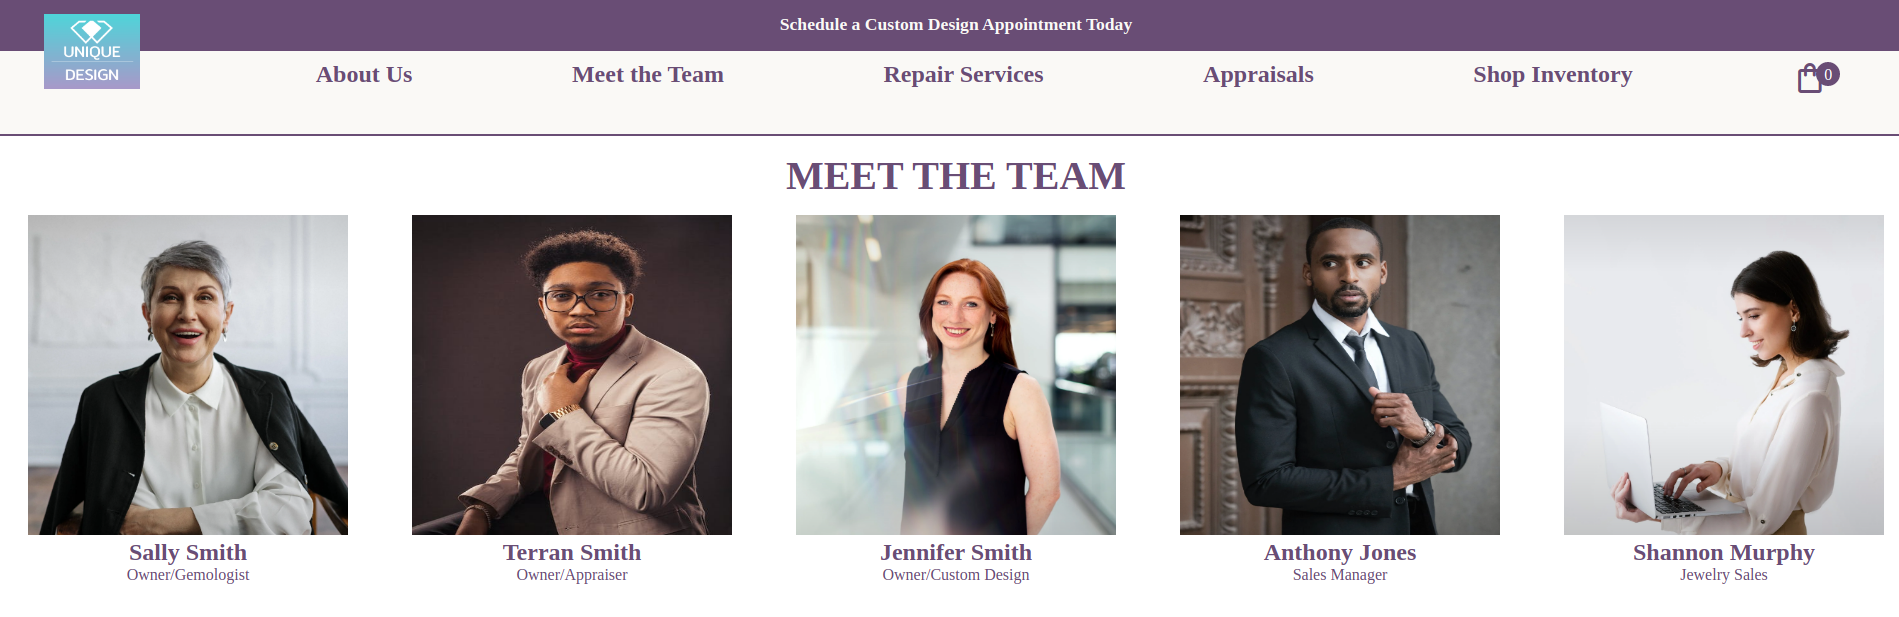 Schedule a Custom Design Appointment Today
UNIQUE
DESIGN
About Us
Meet the Team
Repair Services
Appraisals
Shop Inventory
0
MEET THE TEAM
Sally Smith
Owner/Gemologist
Terran Smith
Owner/Appraiser
Jennifer Smith
Owner/Custom Design
Anthony Jones
Sales Manager
Shannon Murphy
Jewelry Sales